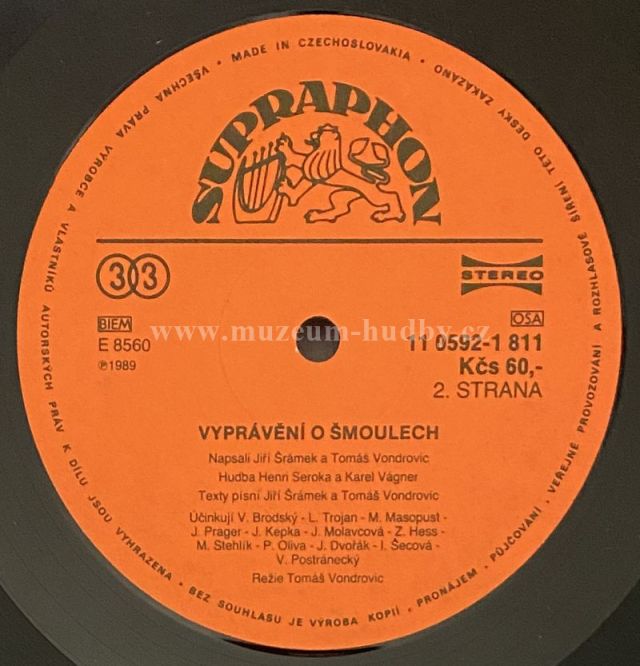 VŠECHNA PRÁVA VÝROBCE A VLASTNÍKŮ AUTORSKÝCH PRÁV K DÍLU JSOU VYHRAZENA • BEZ SOUHLASU JE VÝROBA KOPIÍ • PRONÁJEM • PŮJČOVÁNÍ • VEŘEJNÉ PROVOZOVÁNÍ A ROZHLASOVÉ ŠÍŘENÍ TÉTO DESKY ZAKÁZÁNO • MADE IN CZECHOSLOVAKIA •
SUPRAPHON
33
STEREO
BIEM
OSA
www.muzeum-hudby.cz
E 8560
11 0592-1 811
℗1989
Kčs 60,-
2. STRANA
VYPRÁVĚNÍ O ŠMOULECH
Napsali Jiří Šrámek a Tomáš Vondrovic
Hudba Henri Seroka a Karel Vágner
Texty písní Jiří Šrámek a Tomáš Vondrovic
Účinkují V. Brodský - L. Trojan - M. Masopust -
J. Prager - J. Kepka - J. Molavcová - Z. Hess -
M. Stehlík - P. Oliva - J. Dvořák - I. Šecová -
V. Postránecký
Režie Tomáš Vondrovic